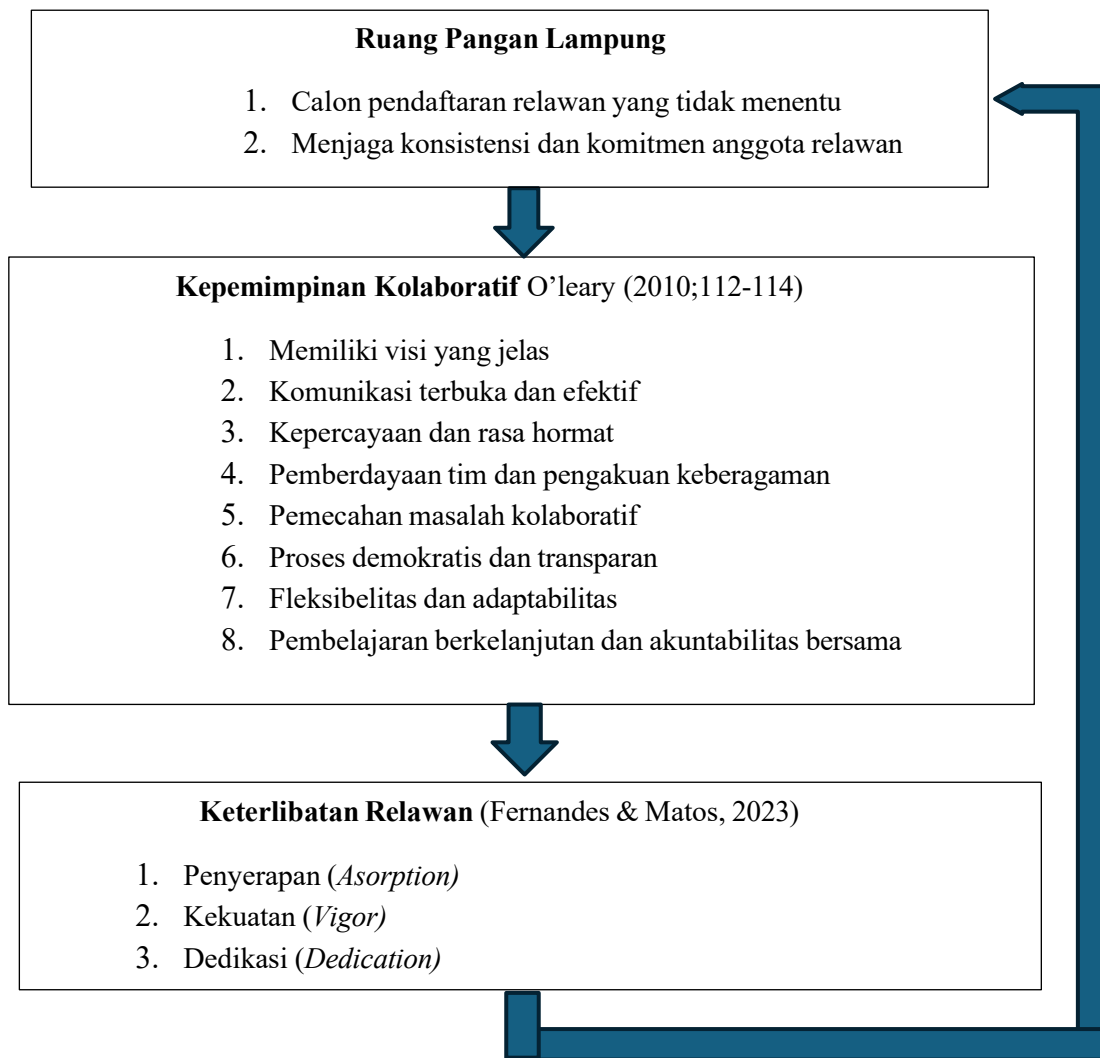 Ruang Pangan Lampung
1. Calon pendaftaran relawan yang tidak menentu
2. Menjaga konsistensi dan komitmen anggota relawan
Kepemimpinan Kolaboratif O’leary (2010;112-114)
1. Memiliki visi yang jelas
2. Komunikasi terbuka dan efektif
3. Kepercayaan dan rasa hormat
4. Pemberdayaan tim dan pengakuan keberagaman
5. Pemecahan masalah kolaboratif
6. Proses demokratis dan transparan
7. Fleksibelitas dan adaptabilitas
8. Pembelajaran berkelanjutan dan akuntabilitas bersama
Keterlibatan Relawan (Fernandes & Matos, 2023)
1. Penyerapan (Asorption)
2. Kekuatan (Vigor)
3. Dedikasi (Dedication)